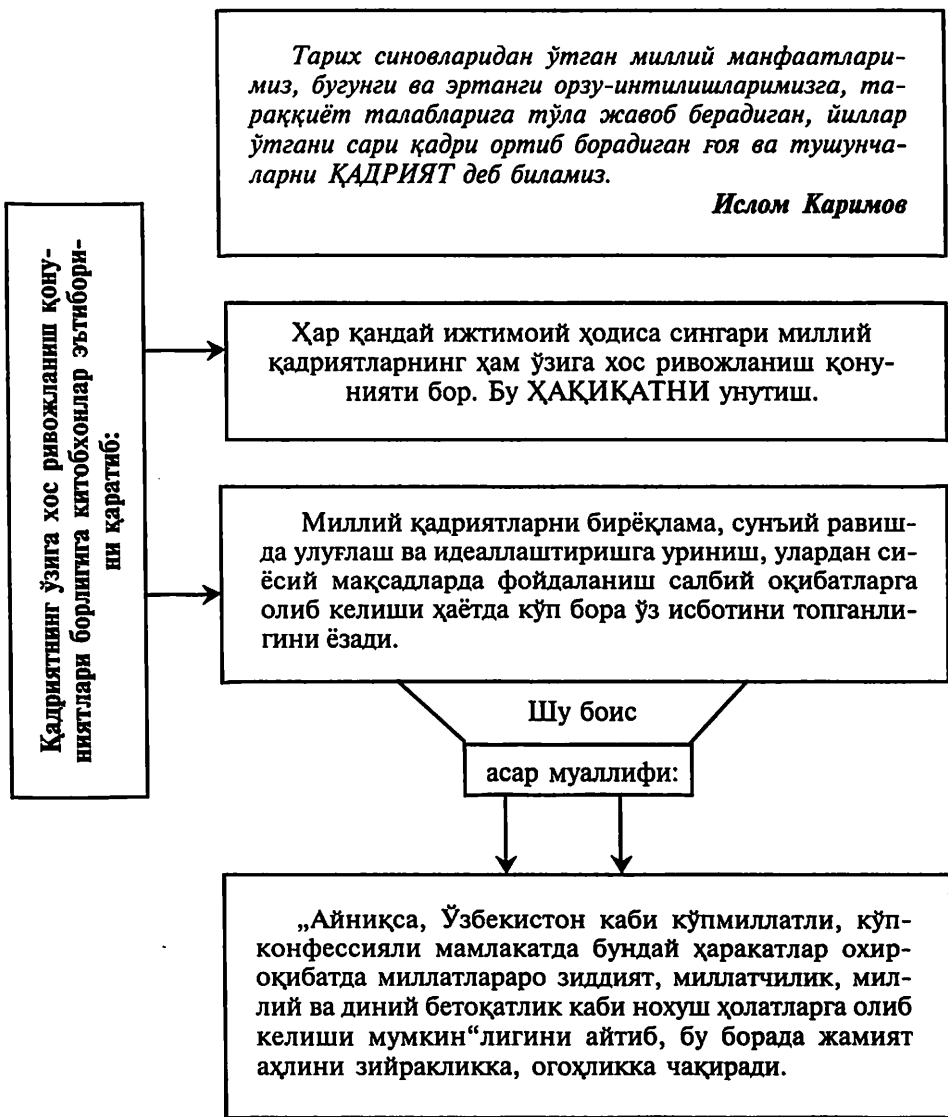 Тарих синовларидан ўтган миллий манфаатлари-
миз, бугунги ва эртанги орзу-интилишларимизга, та-
раққиёт талабларига тўла жавоб берадиган, йиллар
ўтгани сари қадри ортиб борадиган ғоя ва тушунча-
ларни ҚАДРИЯТ деб биламиз.
Ислом Каримов
Қадриятнинг ўзига хос ривожланиш қону-
ниятлари борлигига китобхонлар эътибори-
ни қаратиб:
Ҳар қандай ижтимоий ҳодиса сингари миллий
қадриятларнинг ҳам ўзига хос ривожланиш қону-
нияти бор. Бу ҲАҚИҚАТНИ унутиш.
Миллий қадриятларни бирёқлама, сунъий равиш-
да улуғлаш ва идеаллаштиришга уриниш, улардан си-
ёсий мақсадларда фойдаланиш салбий оқибатларга
олиб келиши ҳаётда кўп бора ўз исботини топганли-
гини ёзади.
Шу боис
асар муаллифи:
„Айниқса, Ўзбекистон каби кўпмиллатли, кўп-
конфессияли мамлакатда бундай ҳаракатлар охир-
оқибатда миллатлараро зиддият, миллатчилик, мил-
лий ва диний бетоқатлик каби нохуш ҳолатларга олиб
келиши мумкин“лигини айтиб, бу борада жамият
аҳлини зийракликка, огоҳликка чақиради.